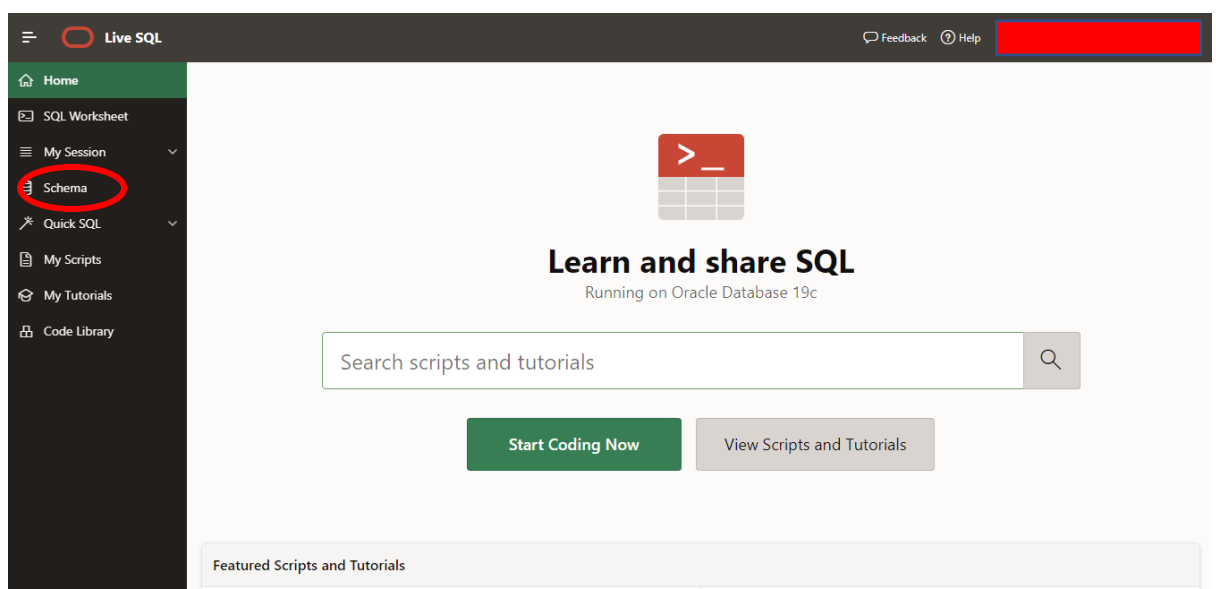 Live SQL
Feedback
Help
Home
SQL Worksheet
My Session
Schema
Quick SQL
My Scripts
My Tutorials
Code Library
>_
Learn and share SQL
Running on Oracle Database 19c
Search scripts and tutorials
Start Coding Now
View Scripts and Tutorials
Featured Scripts and Tutorials